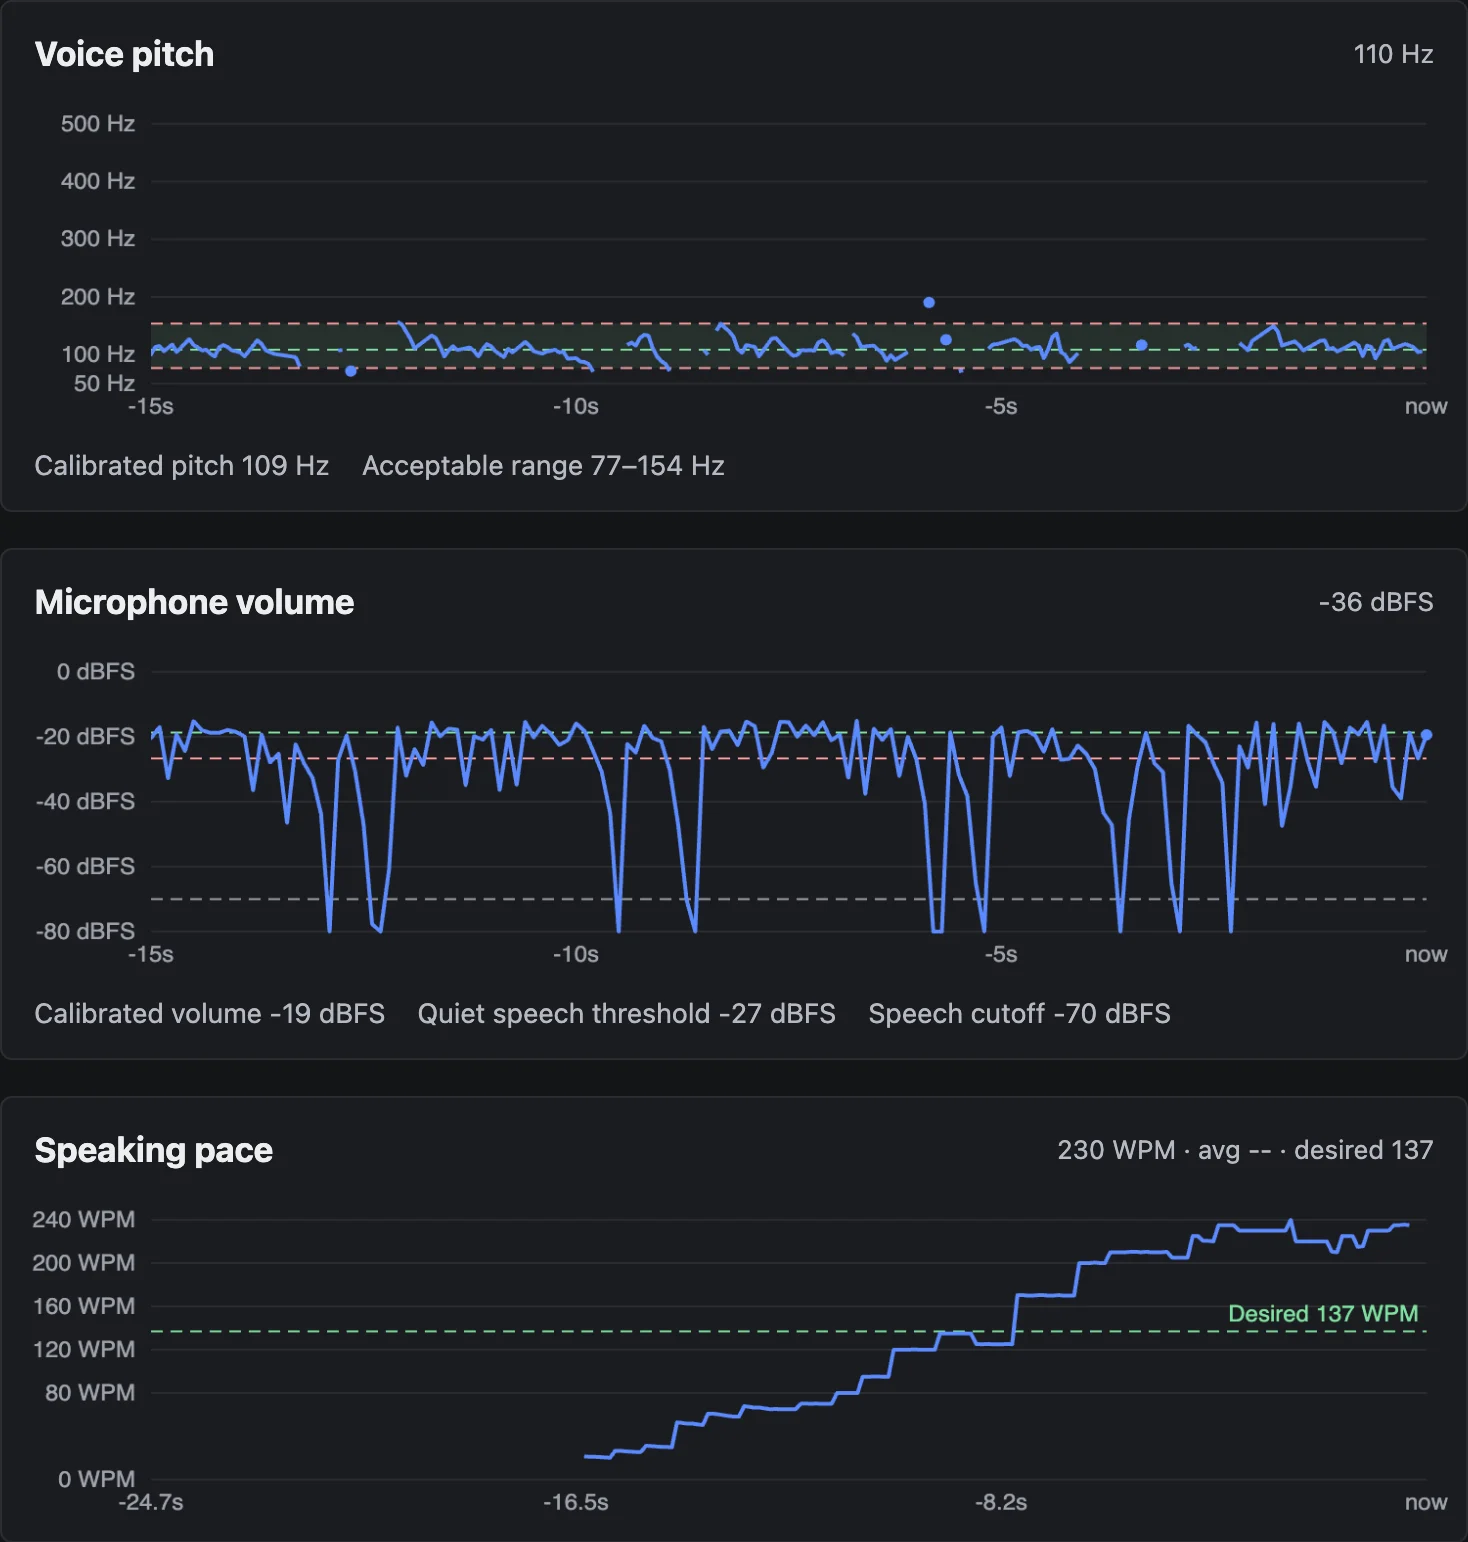 Voice pitch 110 Hz
500 Hz
400 Hz
300 Hz
200 Hz
100 Hz
50 Hz
-15s -10s -5s now
Calibrated pitch 109 Hz Acceptable range 77–154 Hz
Microphone volume -36 dBFS
0 dBFS
-20 dBFS
-40 dBFS
-60 dBFS
-80 dBFS
-15s -10s -5s now
Calibrated volume -19 dBFS Quiet speech threshold -27 dBFS Speech cutoff -70 dBFS
Speaking pace 230 WPM · avg -- · desired 137
240 WPM
200 WPM
160 WPM
Desired 137 WPM
120 WPM
80 WPM
0 WPM
-24.7s -16.5s -8.2s now